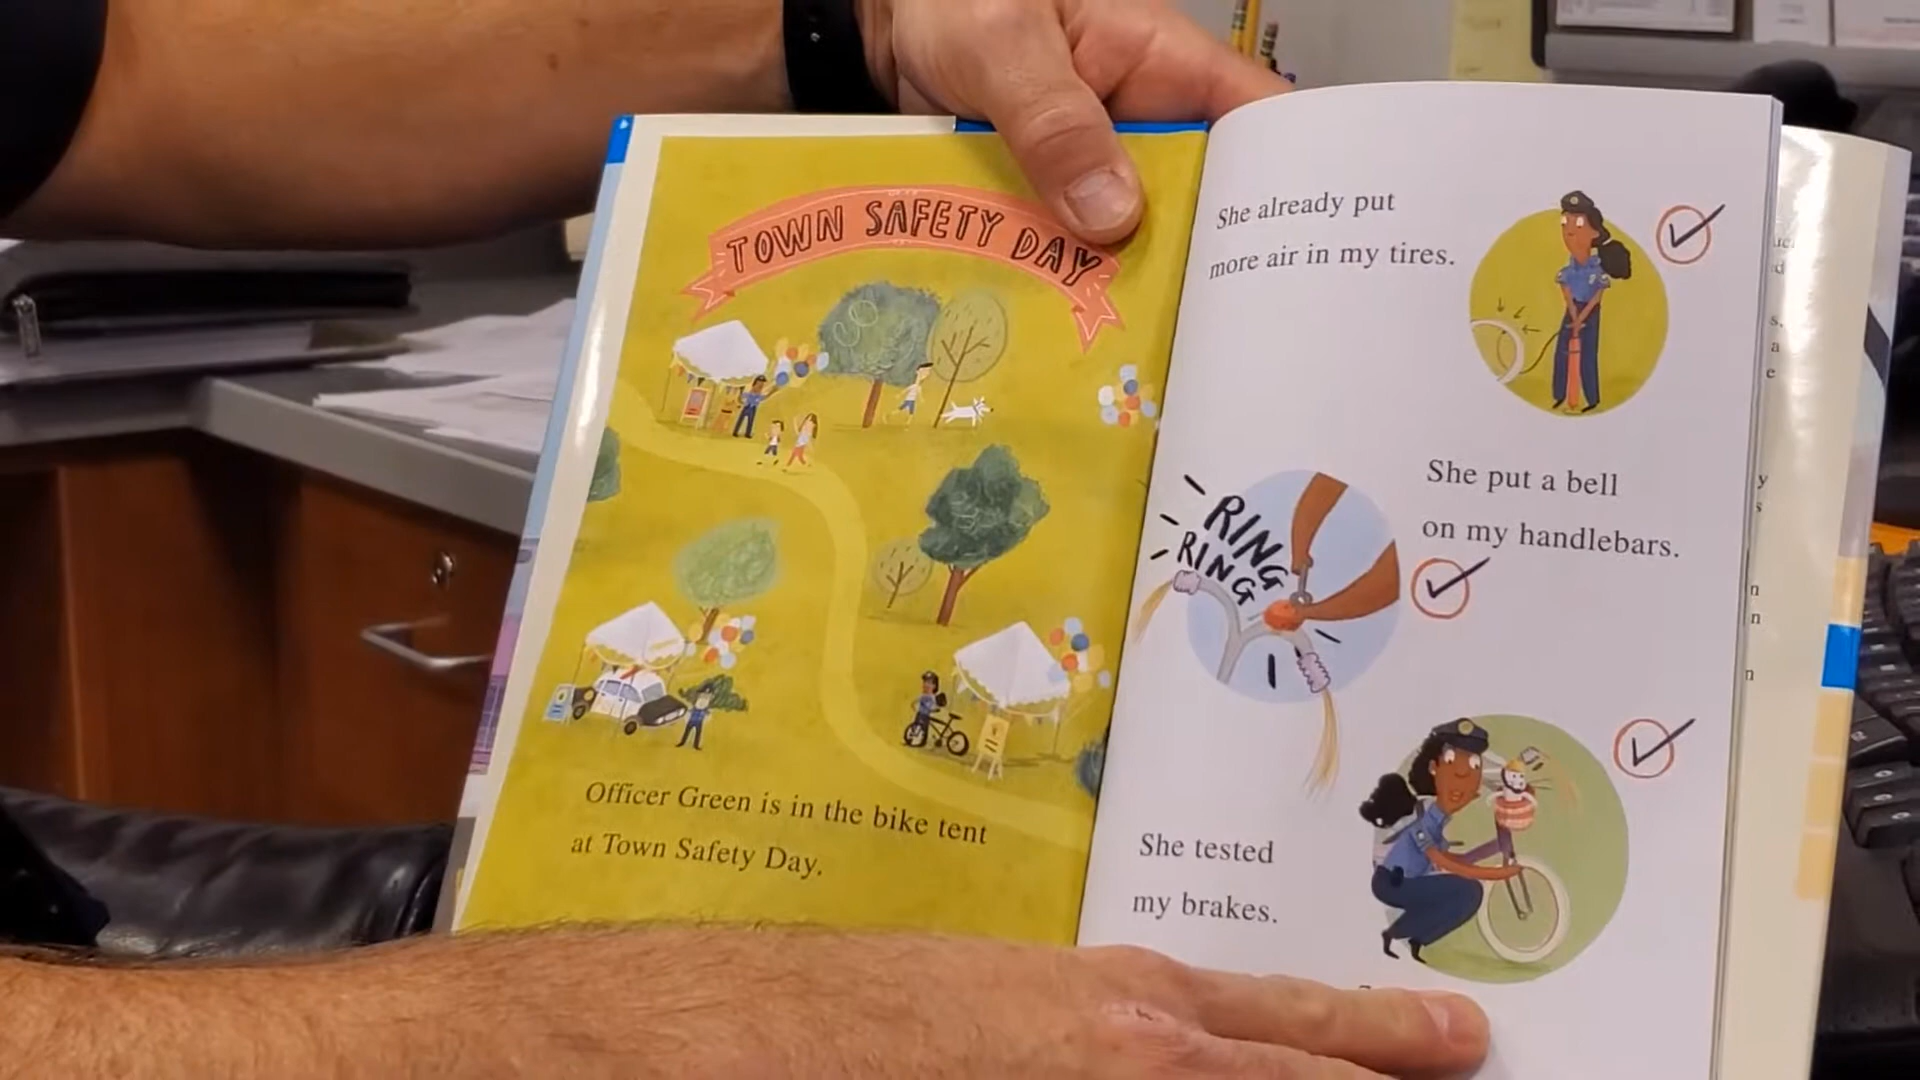 TOWN SAFETY DAY
Officer Green is in the bike tent
at Town Safety Day.
She already put
more air in my tires.
RING
RING
She put a bell
on my handlebars.
She tested
my brakes.